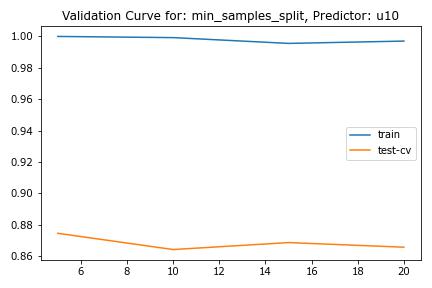 Validation Curve for: min_samples_split, Predictor: u10
1.00
0.98
0.96
0.94
0.92
0.90
0.88
0.86
train
test-cv
6 8 10 12 14 16 18 20